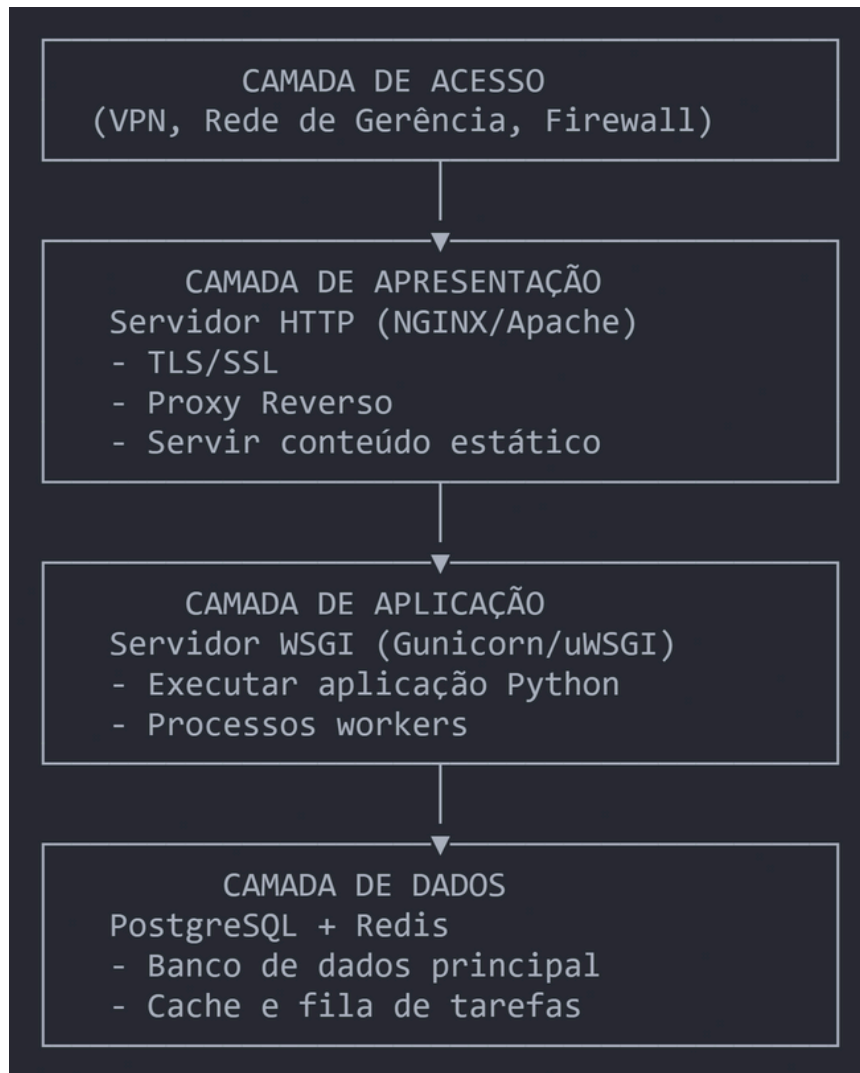 CAMADA DE ACESSO
(VPN, Rede de Gerência, Firewall)
CAMADA DE APRESENTAÇÃO
Servidor HTTP (NGINX/Apache)
- TLS/SSL
- Proxy Reverso
- Servir conteúdo estático
CAMADA DE APLICAÇÃO
Servidor WSGI (Gunicorn/uWSGI)
- Executar aplicação Python
- Processos workers
CAMADA DE DADOS
PostgreSQL + Redis
- Banco de dados principal
- Cache e fila de tarefas